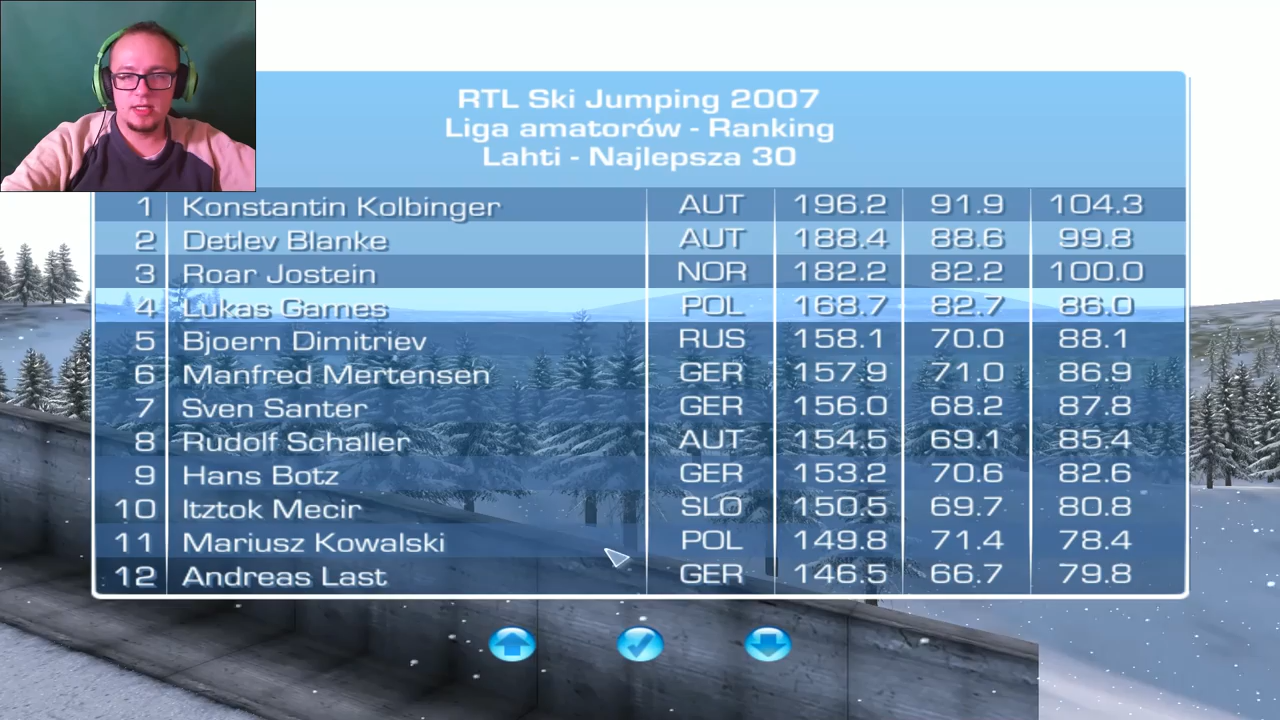 RTL Ski Jumping 2007
Liga amatorów - Ranking
Lahti - Najlepsza 30
1 Konstantin Kolbinger AUT 196.2 91.9 104.3
2 Detlev Blanke AUT 188.4 88.6 99.8
3 Roar Jostein NOR 182.2 82.2 100.0
4 Lukas Games POL 168.7 82.7 86.0
5 Bjoern Dimitriev RUS 158.1 70.0 88.1
6 Manfred Mertensen GER 157.9 71.0 86.9
7 Sven Santer GER 156.0 68.2 87.8
8 Rudolf Schaller AUT 154.5 69.1 85.4
9 Hans Botz GER 153.2 70.6 82.6
10 Itztok Mecir SLO 150.5 69.7 80.8
11 Mariusz Kowalski POL 149.8 71.4 78.4
12 Andreas Last GER 146.5 66.7 79.8